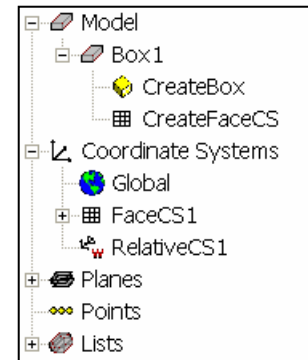 Model
Box1
CreateBox
CreateFaceCS
Coordinate Systems
Global
FaceCS1
RelativeCS1
Planes
Points
Lists